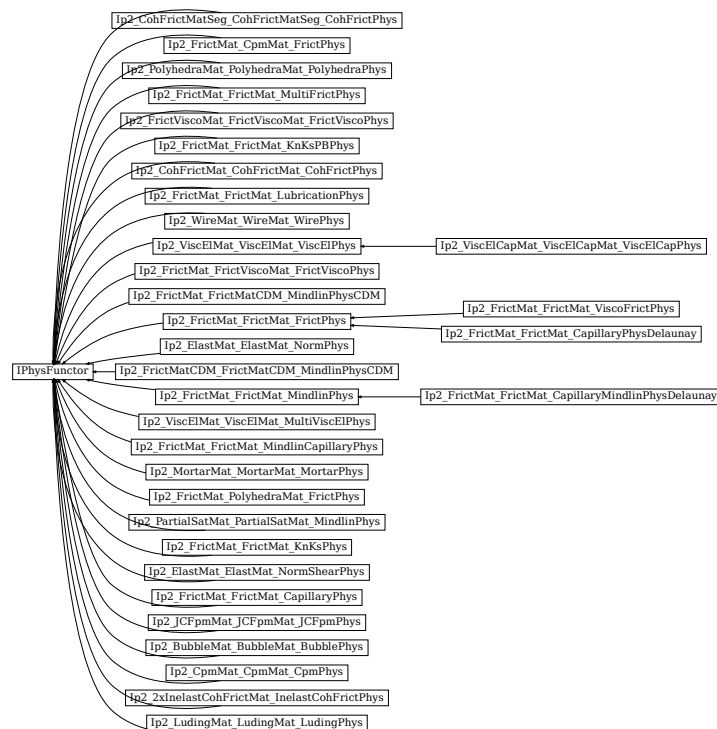 Ip2_CohFrictMatSeg_CohFrictMatSeg_CohFrictPhys
Ip2_FrictMat_CpmMat_FrictPhys
Ip2_PolyhedraMat_PolyhedraMat_PolyhedraPhys
Ip2_FrictMat_FrictMat_MultiFrictPhys
Ip2_FrictViscoMat_FrictViscoMat_FrictViscoPhys
Ip2_FrictMat_FrictMat_KnKsPBPhys
Ip2_CohFrictMat_CohFrictMat_CohFrictPhys
Ip2_FrictMat_FrictMat_LubricationPhys
Ip2_WireMat_WireMat_WirePhys
Ip2_ViscElMat_ViscElMat_ViscElPhys
Ip2_ViscElCapMat_ViscElCapMat_ViscElCapPhys
Ip2_FrictMat_FrictViscoMat_FrictViscoPhys
Ip2_FrictMat_FrictMatCDM_MindlinPhysCDM
Ip2_FrictMat_FrictMat_ViscoFrictPhys
Ip2_FrictMat_FrictMat_FrictPhys
Ip2_FrictMat_FrictMat_CapillaryPhysDelaunay
Ip2_ElastMat_ElastMat_NormPhys
IPhysFunctor
Ip2_FrictMatCDM_FrictMatCDM_MindlinPhysCDM
Ip2_FrictMat_FrictMat_MindlinPhys
Ip2_FrictMat_FrictMat_CapillaryMindlinPhysDelaunay
Ip2_ViscElMat_ViscElMat_MultiViscElPhys
Ip2_FrictMat_FrictMat_MindlinCapillaryPhys
Ip2_MortarMat_MortarMat_MortarPhys
Ip2_FrictMat_PolyhedraMat_FrictPhys
Ip2_PartialSatMat_PartialSatMat_MindlinPhys
Ip2_FrictMat_FrictMat_KnKsPhys
Ip2_ElastMat_ElastMat_NormShearPhys
Ip2_FrictMat_FrictMat_CapillaryPhys
Ip2_JCFpmMat_JCFpmMat_JCFpmPhys
Ip2_BubbleMat_BubbleMat_BubblePhys
Ip2_CpmMat_CpmMat_CpmPhys
Ip2_2xInelastCohFrictMat_InelastCohFrictPhys
Ip2_LudingMat_LudingMat_LudingPhys